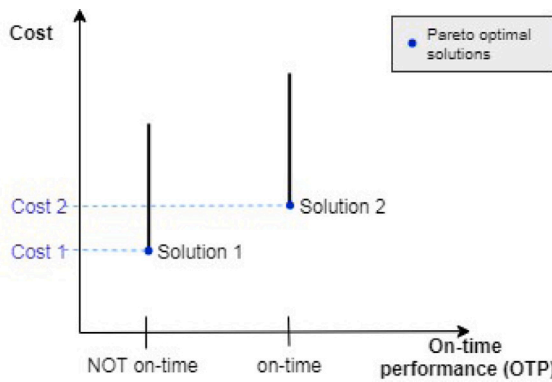 Cost
Pareto optimal
solutions
Cost 2
Solution 2
Cost 1
Solution 1
NOT on-time
on-time
On-time
performance (OTP)